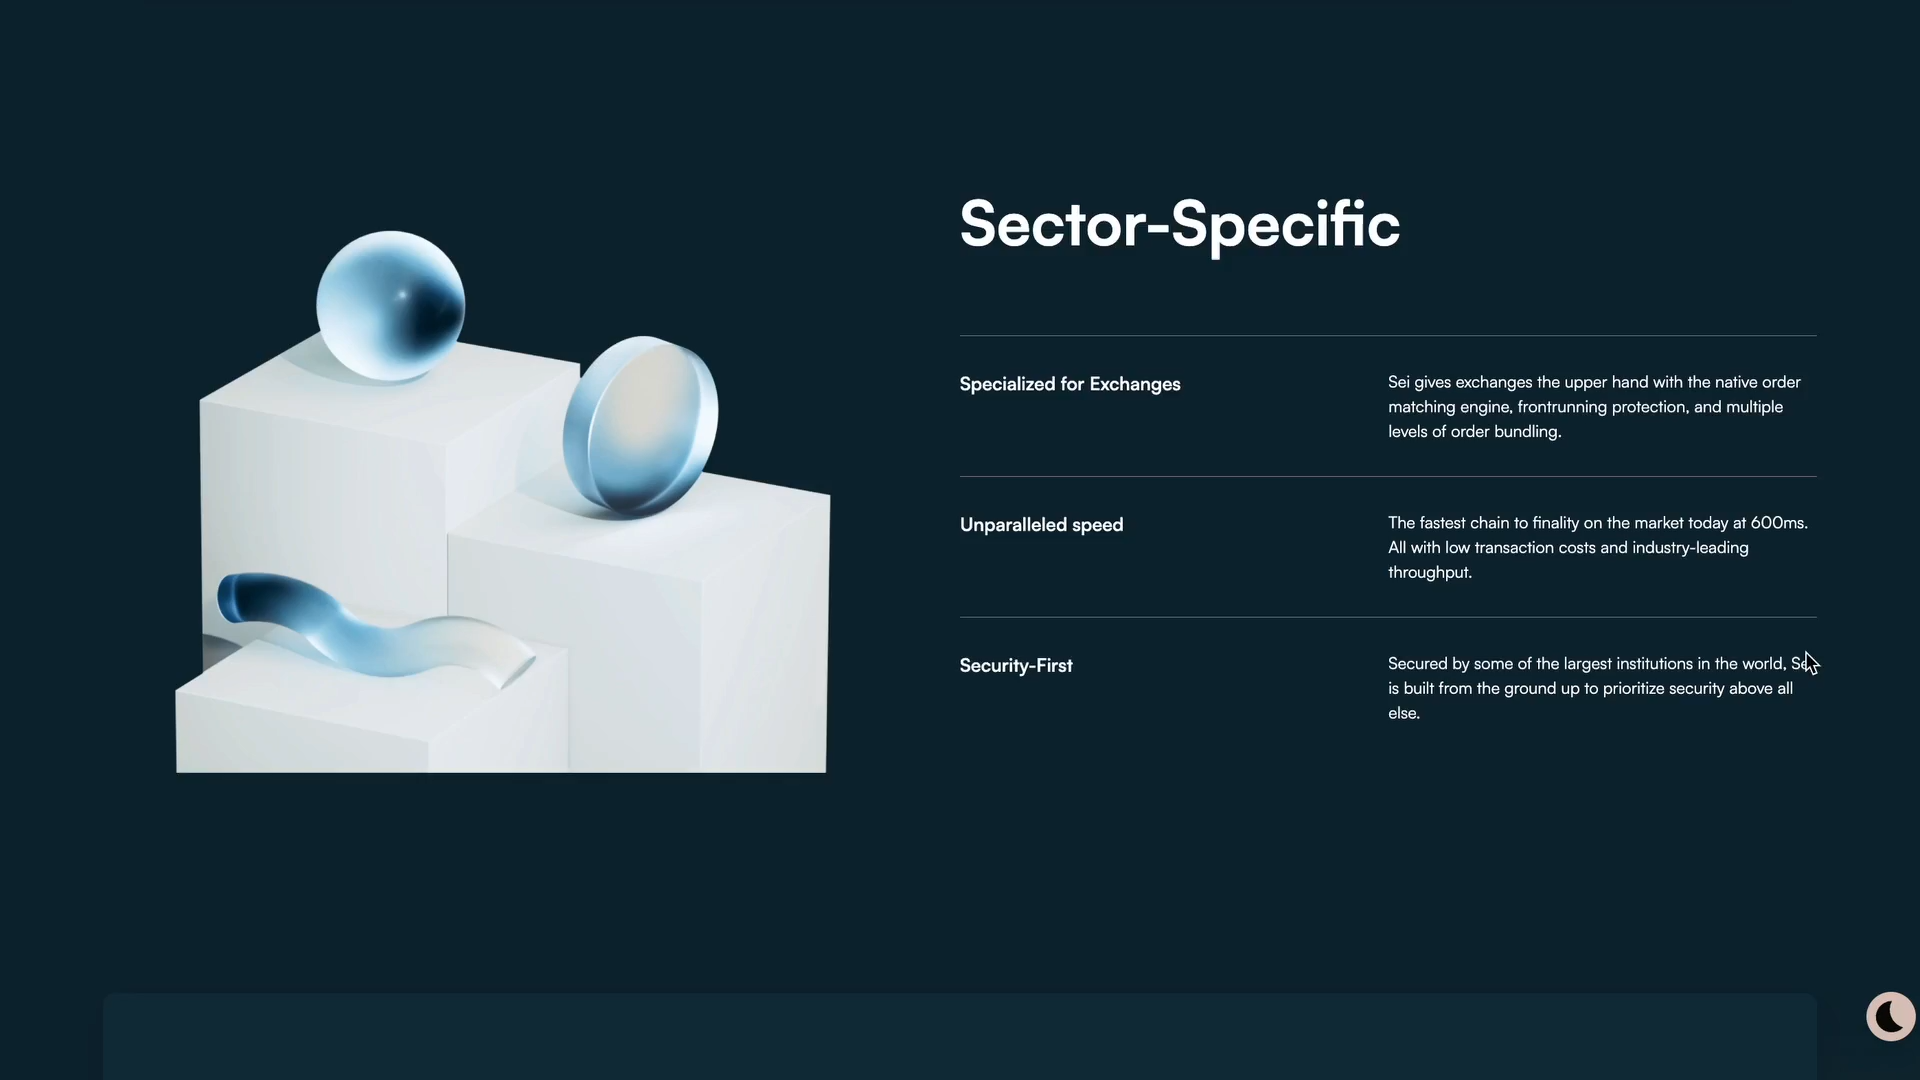 Sector-Specific
Specialized for Exchanges
Sei gives exchanges the upper hand with the native order
matching engine, frontrunning protection, and multiple
levels of order bundling.
Unparalleled speed
The fastest chain to finality on the market today at 600ms.
All with low transaction costs and industry-leading
throughput.
Security-First
Secured by some of the largest institutions in the world, Sei
is built from the ground up to prioritize security above all
else.